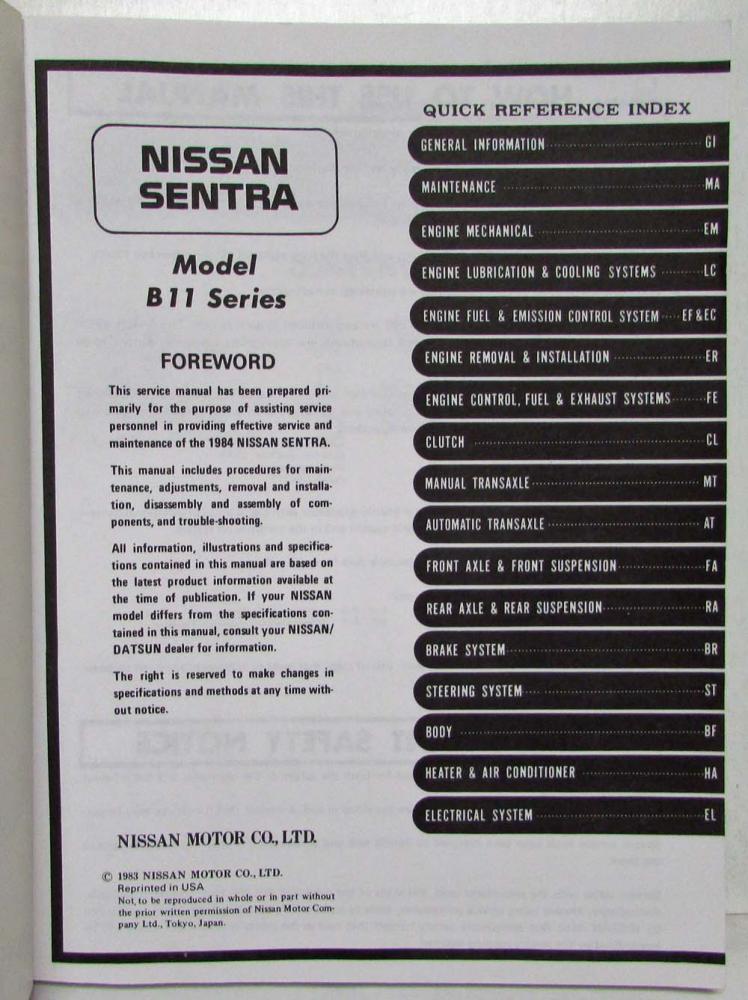 NISSAN
SENTRA
Model
B11 Series
FOREWORD
This service manual has been prepared pri-
marily for the purpose of assisting service
personnel in providing effective service and
maintenance of the 1984 NISSAN SENTRA.
This manual includes procedures for main-
tenance, adjustments, removal and installa-
tion, disassembly and assembly of com-
ponents, and trouble-shooting.
All information, illustrations and specifica-
tions contained in this manual are based on
the latest product information available at
the time of publication. If your NISSAN
model differs from the specifications con-
tained in this manual, consult your NISSAN/
DATSUN dealer for information.
The right is reserved to make changes in
specifications and methods at any time with-
out notice.
NISSAN MOTOR CO., LTD.
© 1983 NISSAN MOTOR CO., LTD.
Reprinted in USA
Not, to be reproduced in whole or in part without
the prior written permission of Nissan Motor Com-
pany Ltd., Tokyo, Japan.
QUICK REFERENCE INDEX
GENERAL INFORMATION GI
MAINTENANCE MA
ENGINE MECHANICAL EM
ENGINE LUBRICATION & COOLING SYSTEMS LC
ENGINE FUEL & EMISSION CONTROL SYSTEM EF & EC
ENGINE REMOVAL & INSTALLATION ER
ENGINE CONTROL, FUEL & EXHAUST SYSTEMS FE
CLUTCH CL
MANUAL TRANSAXLE MT
AUTOMATIC TRANSAXLE AT
FRONT AXLE & FRONT SUSPENSION FA
REAR AXLE & REAR SUSPENSION RA
BRAKE SYSTEM BR
STEERING SYSTEM ST
BODY BF
HEATER & AIR CONDITIONER HA
ELECTRICAL SYSTEM EL